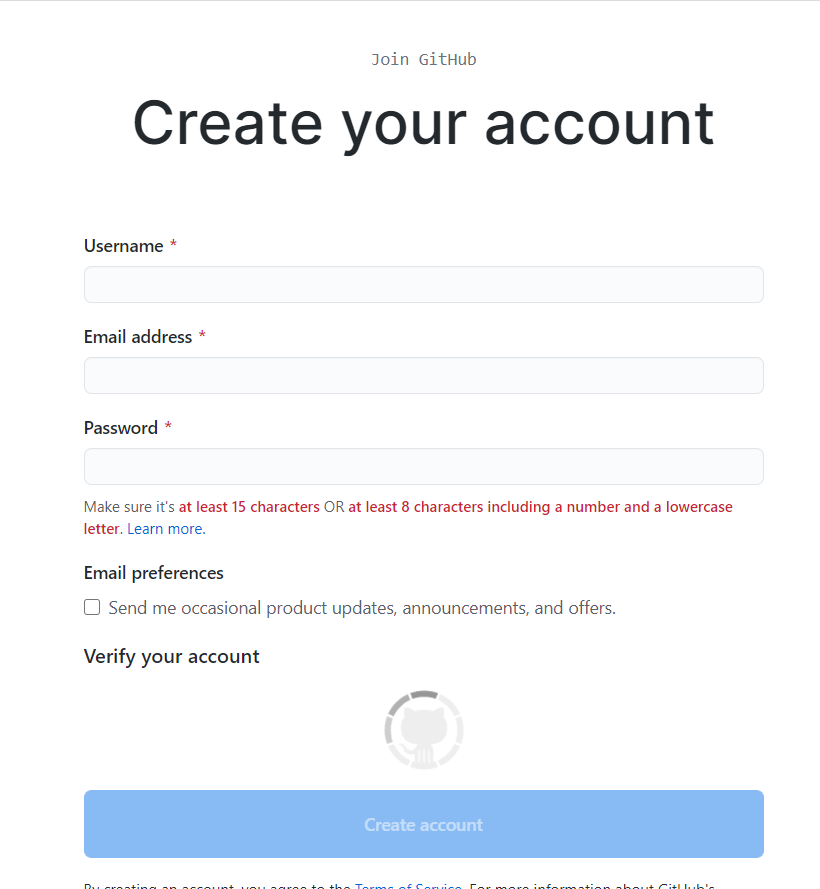 Join GitHub
Create your account
Username *
Email address *
Password *
Make sure it's at least 15 characters OR at least 8 characters including a number and a lowercase
letter. Learn more.
Email preferences
Send me occasional product updates, announcements, and offers.
Verify your account
Create account
By creating an account, you agree to the Terms of Service. For more information about GitHub's